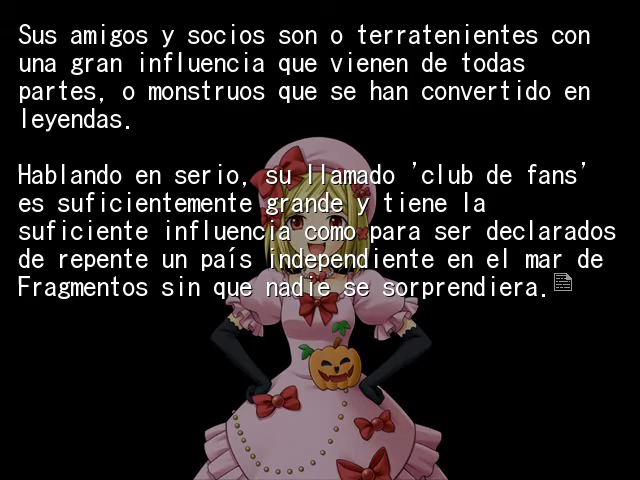 Sus amigos y socios son o terratenientes con
una gran influencia que vienen de todas
partes, o monstruos que se han convertido en
leyendas.
Hablando en serio, su llamado 'club de fans'
es suficientemente grande y tiene la
suficiente influencia como para ser declarados
de repente un país independiente en el mar de
Fragmentos sin que nadie se sorprendiera.